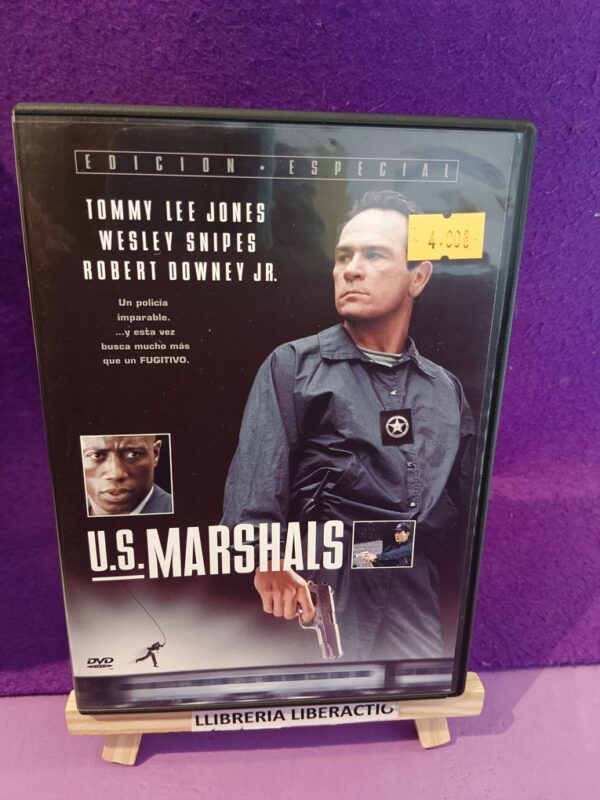 EDICION • ESPECIAL
TOMMY LEE JONES
WESLEY SNIPES
ROBERT DOWNEY JR.
4.00€
Un policía
imparable.
...y esta vez
busca mucho más
que un FUGITIVO.
U.S. MARSHALS
DVD
VIDEO
LLIBRERIA LIBERACTIO